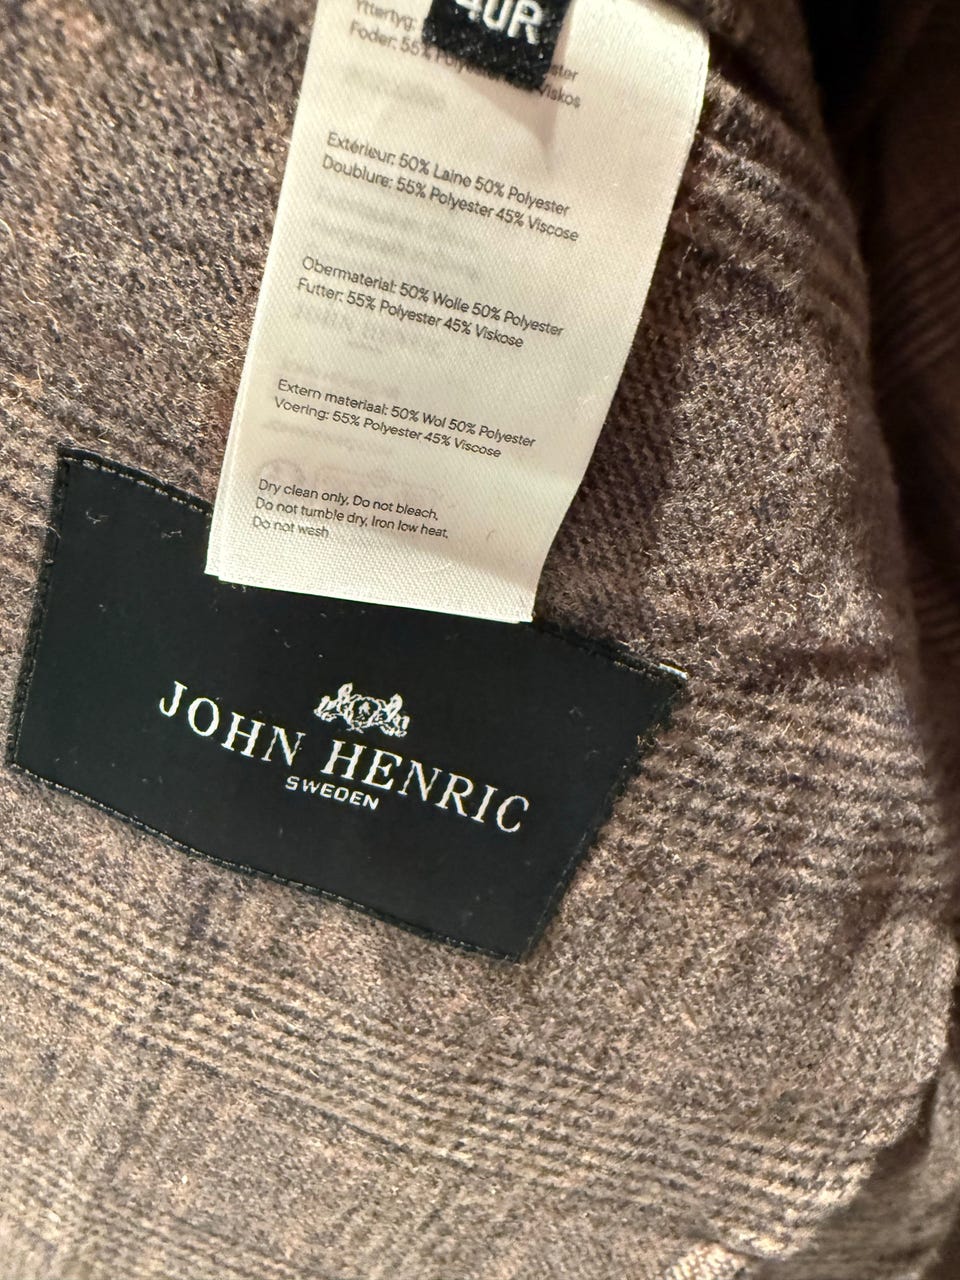 40R
Yttertyg:
Foder: 55% Polyester Viskos
Extérieur: 50% Laine 50% Polyester
Doublure: 55% Polyester 45% Viscose
Obermaterial: 50% Wolle 50% Polyester
Futter: 55% Polyester 45% Viskose
Extern materiaal: 50% Wol 50% Polyester
Voering: 55% Polyester 45% Viscose
Dry clean only, Do not bleach,
Do not tumble dry, Iron low heat,
Do not wash
JOHN HENRIC
SWEDEN